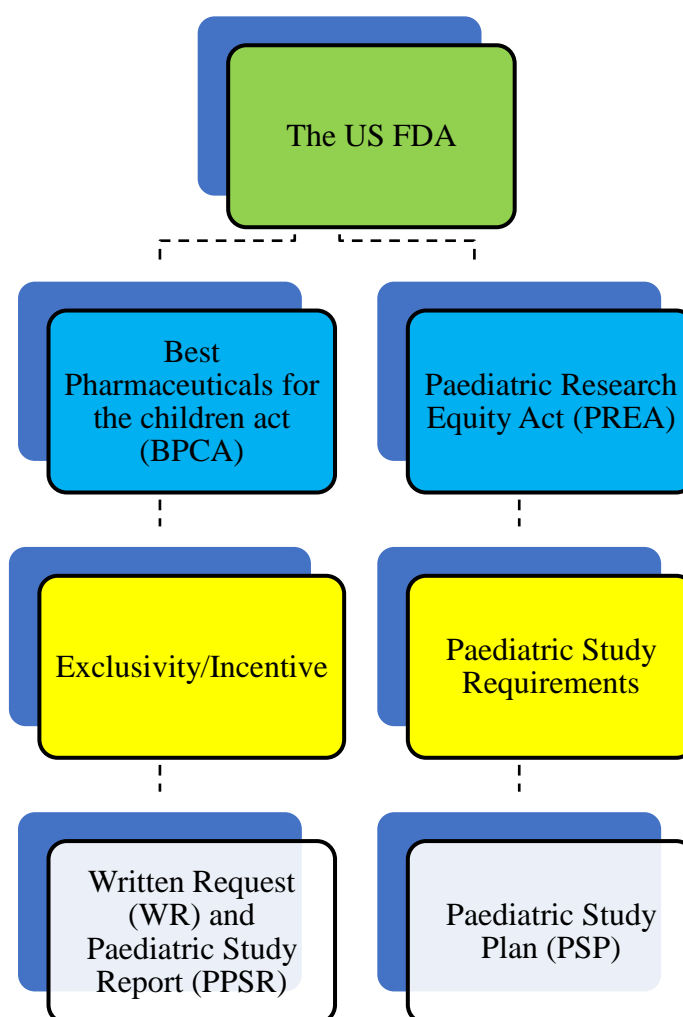 The US FDA
Best
Pharmaceuticals for
the children act
(BPCA)
Paediatric Research
Equity Act (PREA)
Exclusivity/Incentive
Paediatric Study
Requirements
Written Request
(WR) and
Paediatric Study
Report (PPSR)
Paediatric Study
Plan (PSP)